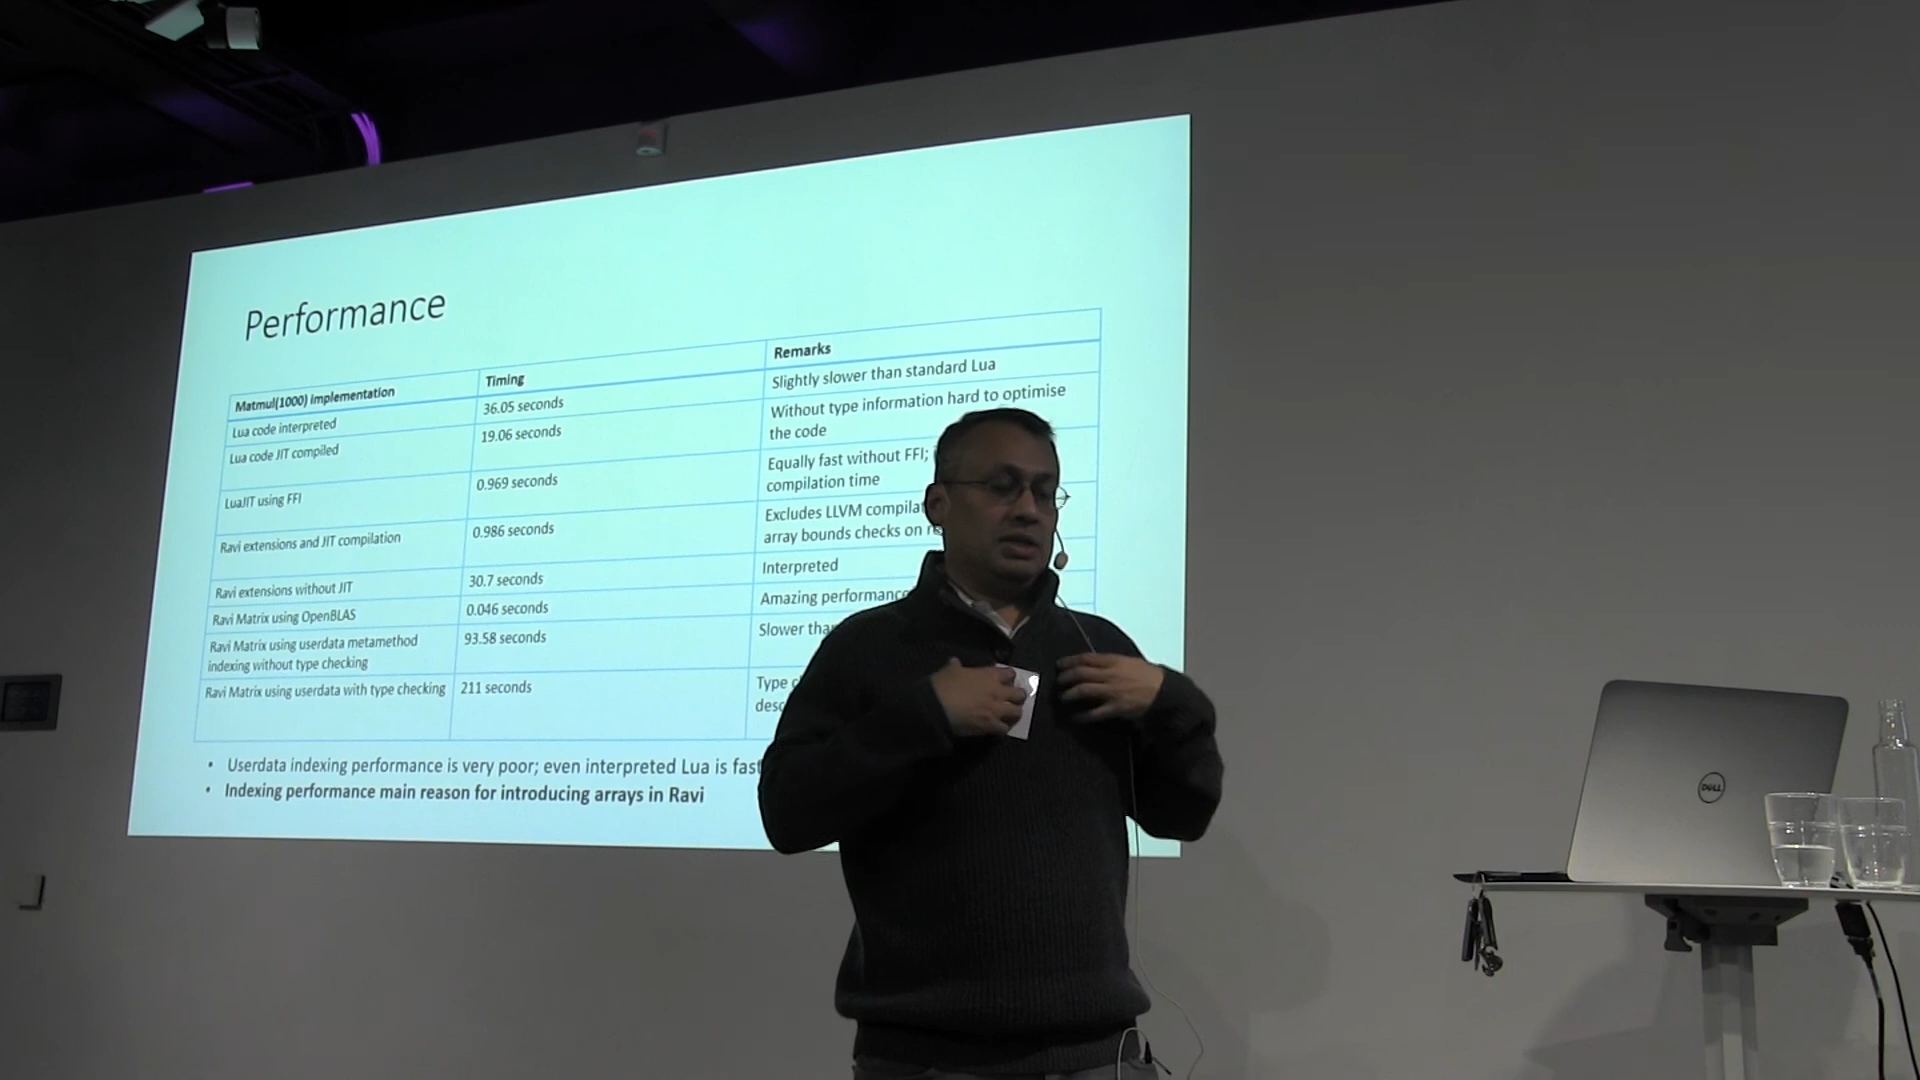 Performance
Matmul(1000) implementation Timing Remarks
Lua code interpreted 36.05 seconds Slightly slower than standard Lua
Lua code JIT compiled 19.06 seconds Without type information hard to optimise
the code
LuaJIT using FFI 0.969 seconds Equally fast without FFI;
compilation time
Ravi extensions and JIT compilation 0.986 seconds Excludes LLVM
array bounds checks on
Ravi extensions without JIT 30.7 seconds Interpreted
Ravi Matrix using OpenBLAS 0.046 seconds Amazing performance
Ravi Matrix using userdata metamethod 93.58 seconds Slower
indexing without type checking
Ravi Matrix using userdata with type checking 211 seconds Type
• Userdata indexing performance is very poor; even interpreted Lua is
• Indexing performance main reason for introducing arrays in Ravi
DELL